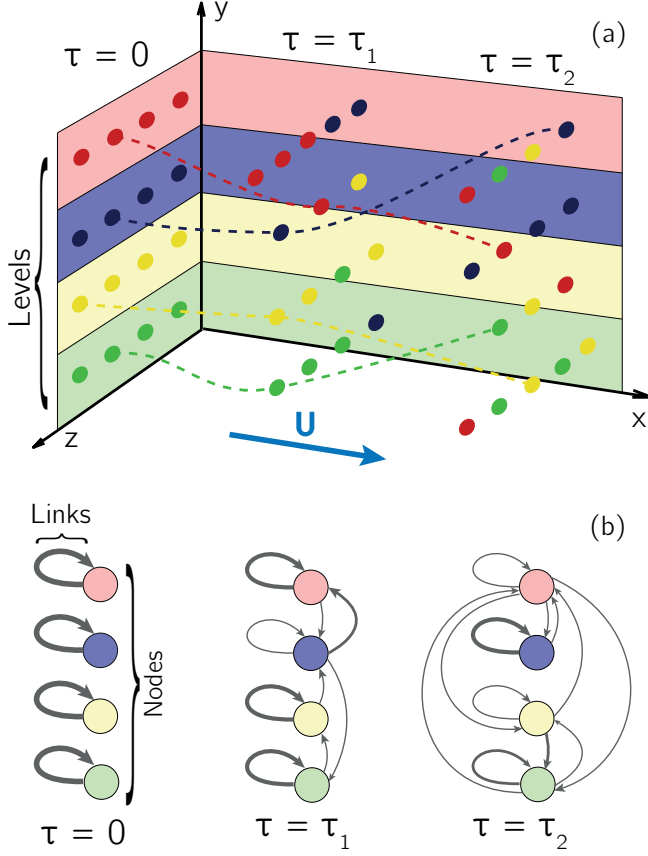 y
(a)
τ = 0
τ = τ1
τ = τ2
Levels
z
U
x
(b)
Links
Nodes
τ = 0
τ = τ1
τ = τ2